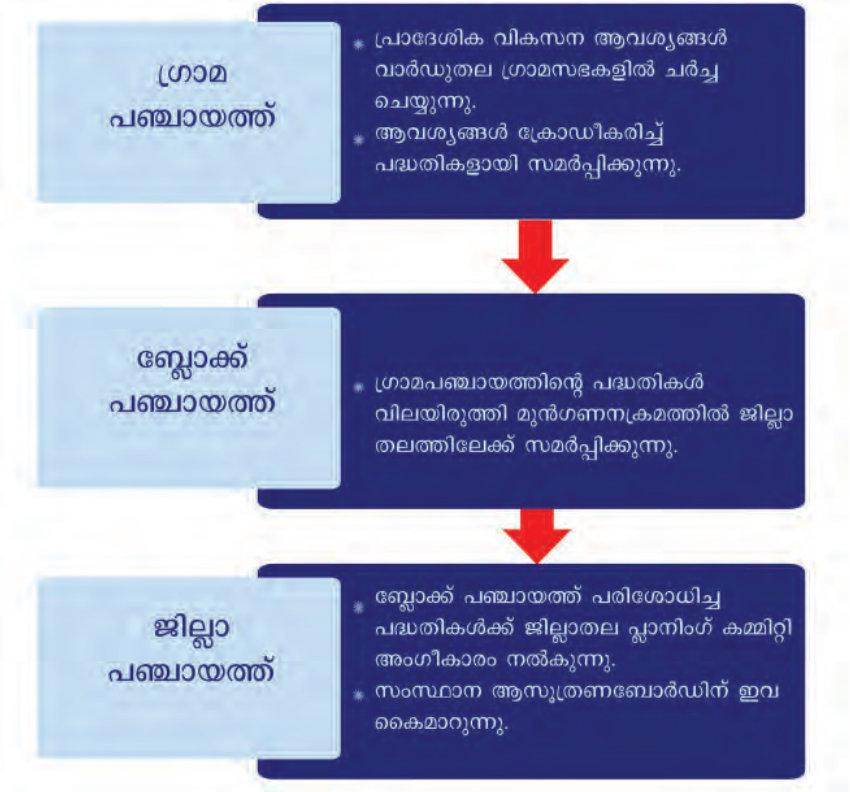 ഗ്രാമ
പഞ്ചായത്ത്
പ്രാദേശിക വികസന ആവശ്യങ്ങൾ
വാർഡുതല ഗ്രാമസഭകളിൽ ചർച്ച
ചെയ്യുന്നു.
ആവശ്യങ്ങൾ ക്രോഡീകരിച്ച്
പദ്ധതികളായി സമർപ്പിക്കുന്നു.
ബ്ലോക്ക്
പഞ്ചായത്ത്
ഗ്രാമപഞ്ചായത്തിന്റെ പദ്ധതികൾ
വിലയിരുത്തി മുൻഗണനക്രമത്തിൽ ജില്ലാ
തലത്തിലേക്ക് സമർപ്പിക്കുന്നു.
ജില്ലാ
പഞ്ചായത്ത്
ബ്ലോക്ക് പഞ്ചായത്ത് പരിശോധിച്ച
പദ്ധതികൾക്ക് ജില്ലാതല പ്ലാനിംഗ് കമ്മിറ്റി
അംഗീകാരം നൽകുന്നു.
സംസ്ഥാന ആസൂത്രണബോർഡിന് ഇവ
കൈമാറുന്നു.